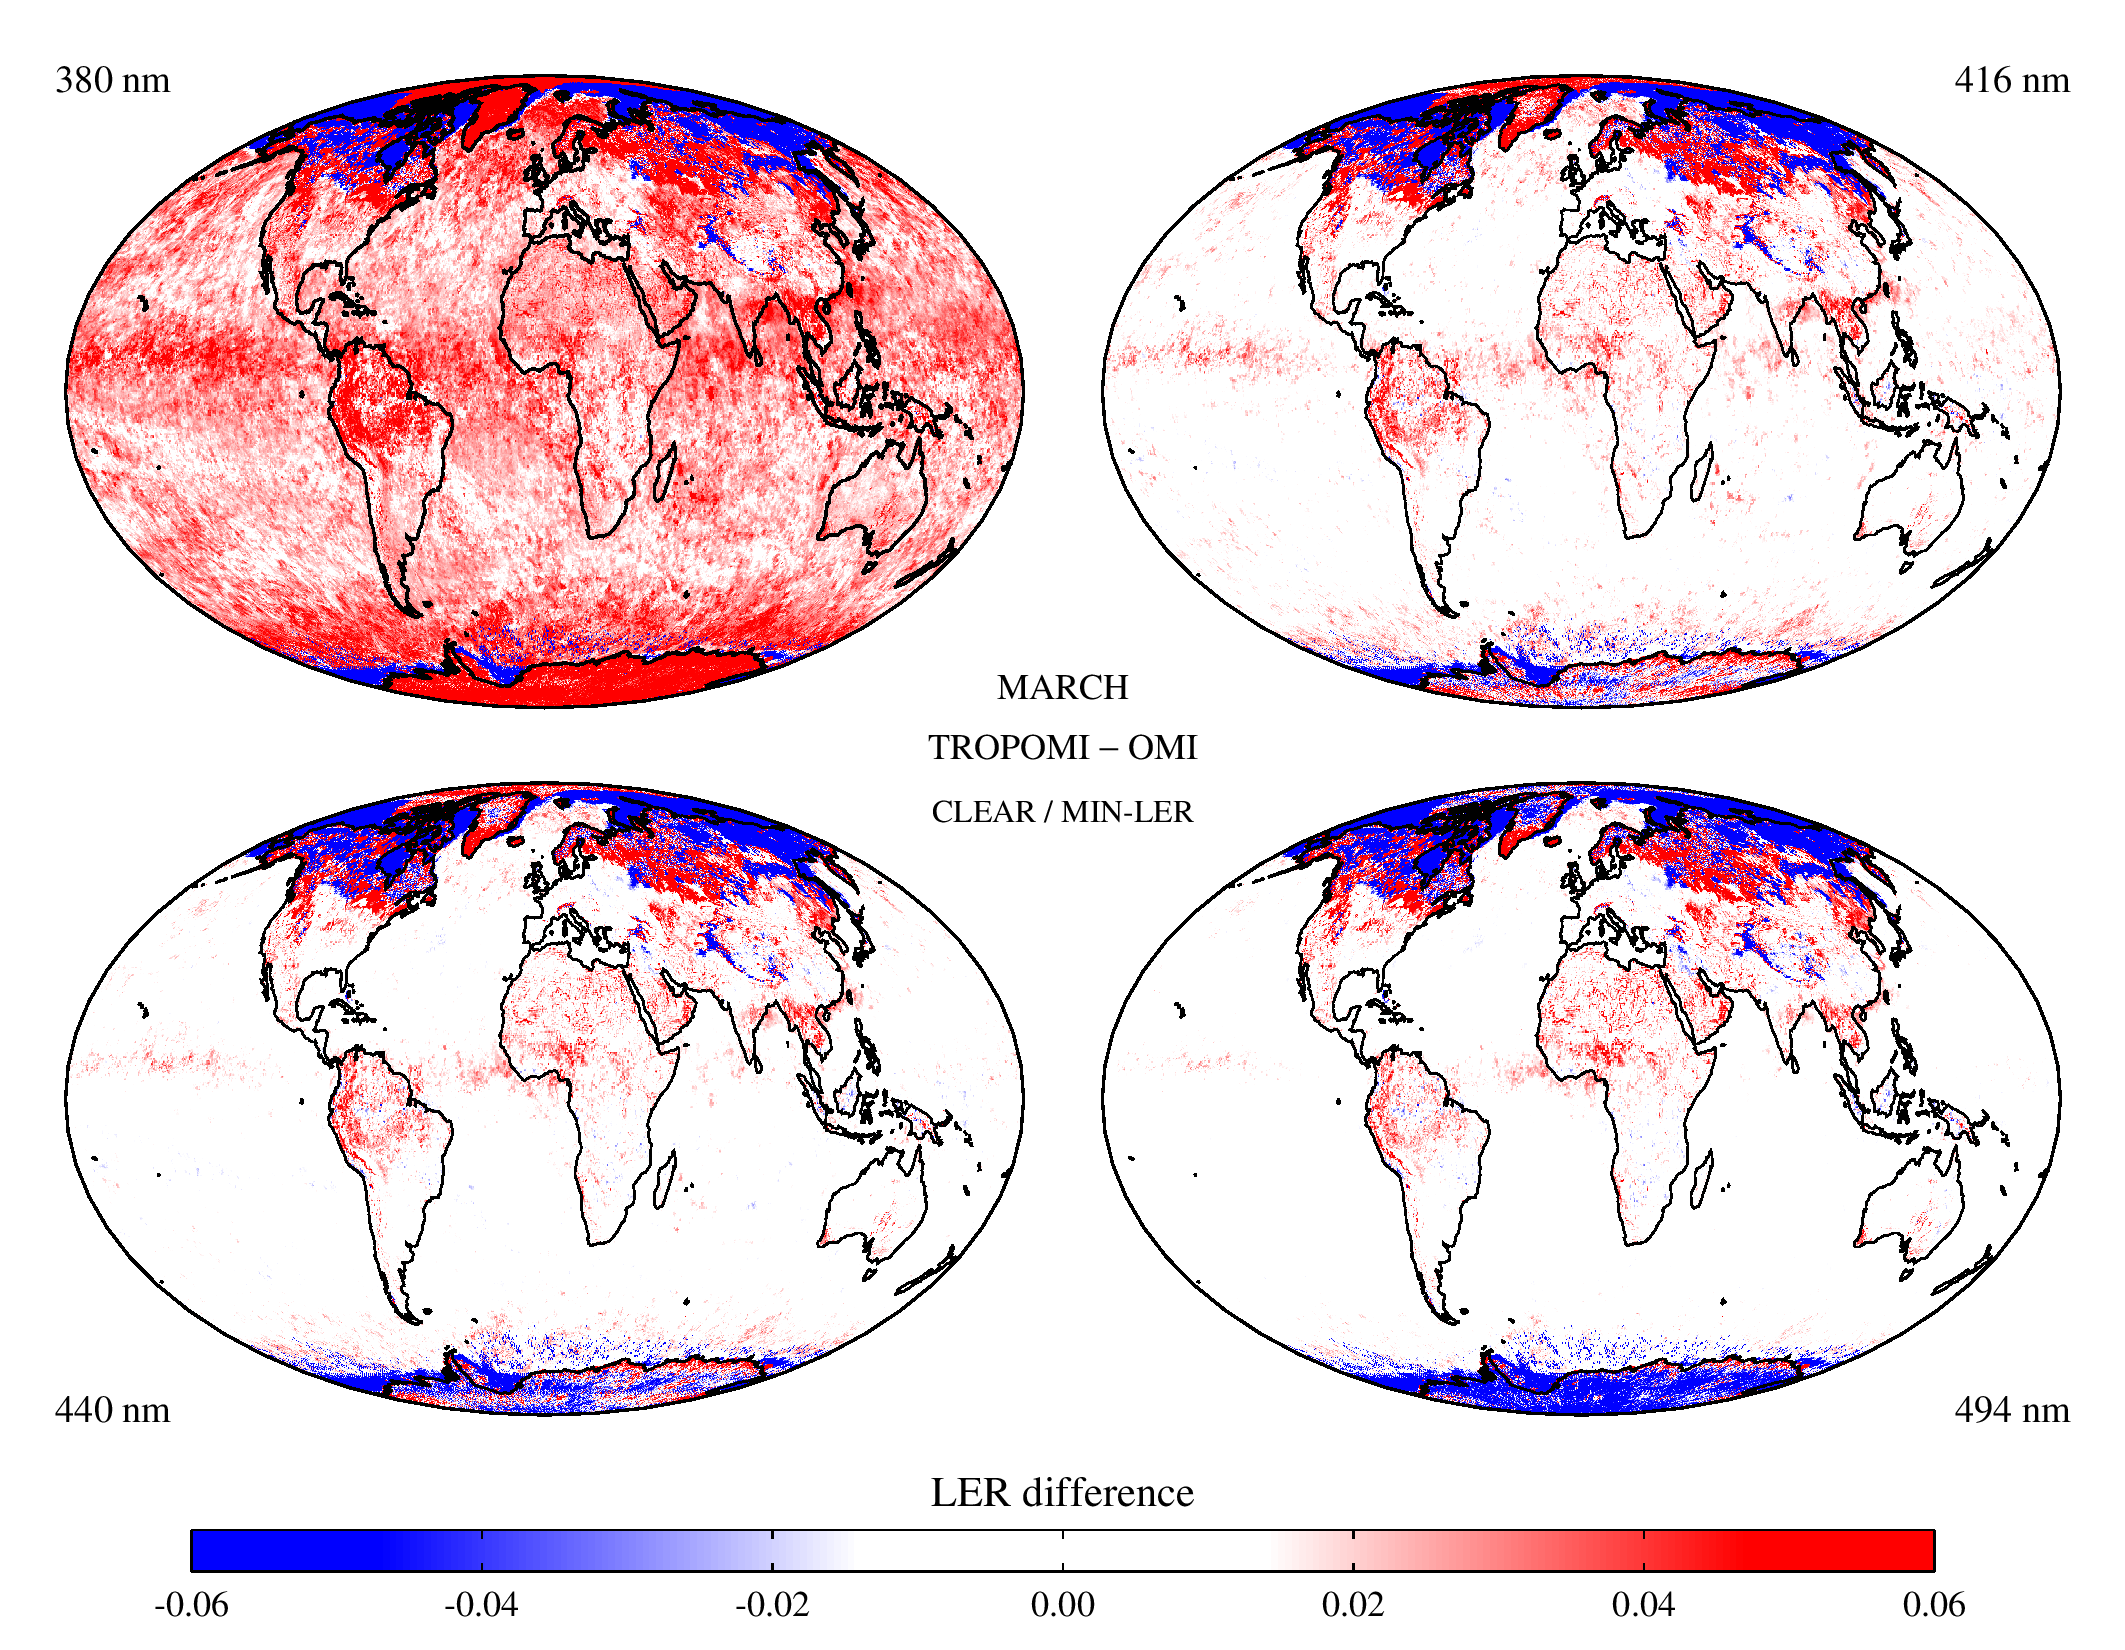 380 nm
416 nm
MARCH
TROPOMI − OMI
CLEAR / MIN-LER
440 nm
494 nm
LER difference
-0.06 -0.04 -0.02 0.00 0.02 0.04 0.06